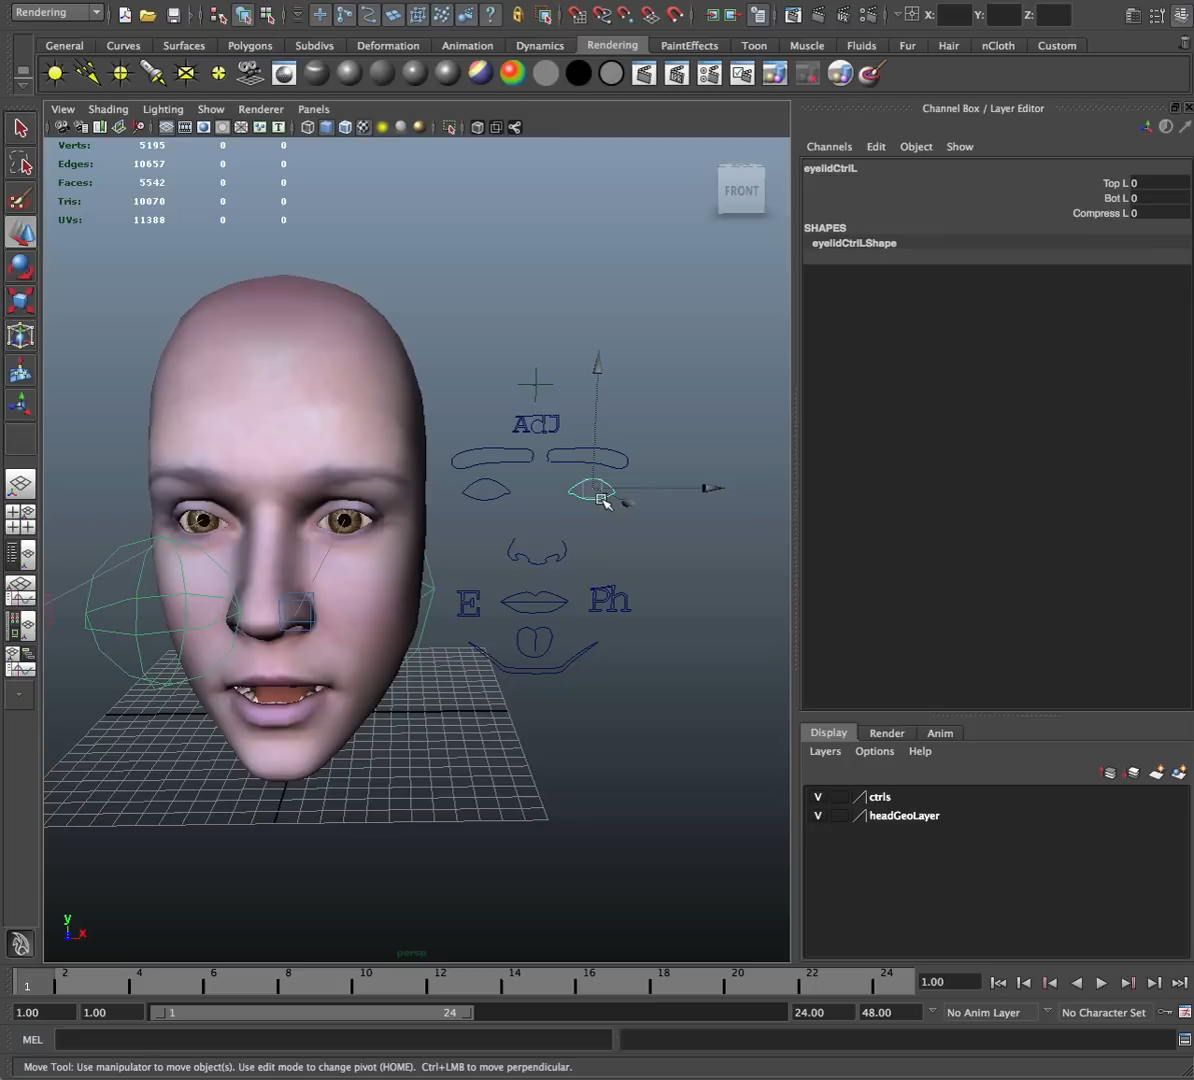 Rendering
X:
Y:
Z:
General Curves Surfaces Polygons Subdivs Deformation Animation Dynamics Rendering PaintEffects Toon Muscle Fluids Fur Hair nCloth Custom
View Shading Lighting Show Renderer Panels
Verts: 5195 0 0
Edges: 10657 0 0
Faces: 5542 0 0
Tris: 10070 0 0
UVs: 11388 0 0
FRONT
AdJ
E
Ph
y
x
persp
Channel Box / Layer Editor
Channels Edit Object Show
eyelidCtrlL
Top L 0
Bot L 0
Compress L 0
SHAPES
eyelidCtrlLShape
Display Render Anim
Layers Options Help
V ctrls
V headGeoLayer
1 2 4 6 8 10 12 14 16 18 20 22 24 1.00
1.00 1.00 1 24 24.00 48.00 No Anim Layer No Character Set
MEL
Move Tool: Use manipulator to move object(s). Use edit mode to change pivot (HOME). Ctrl+LMB to move perpendicular.